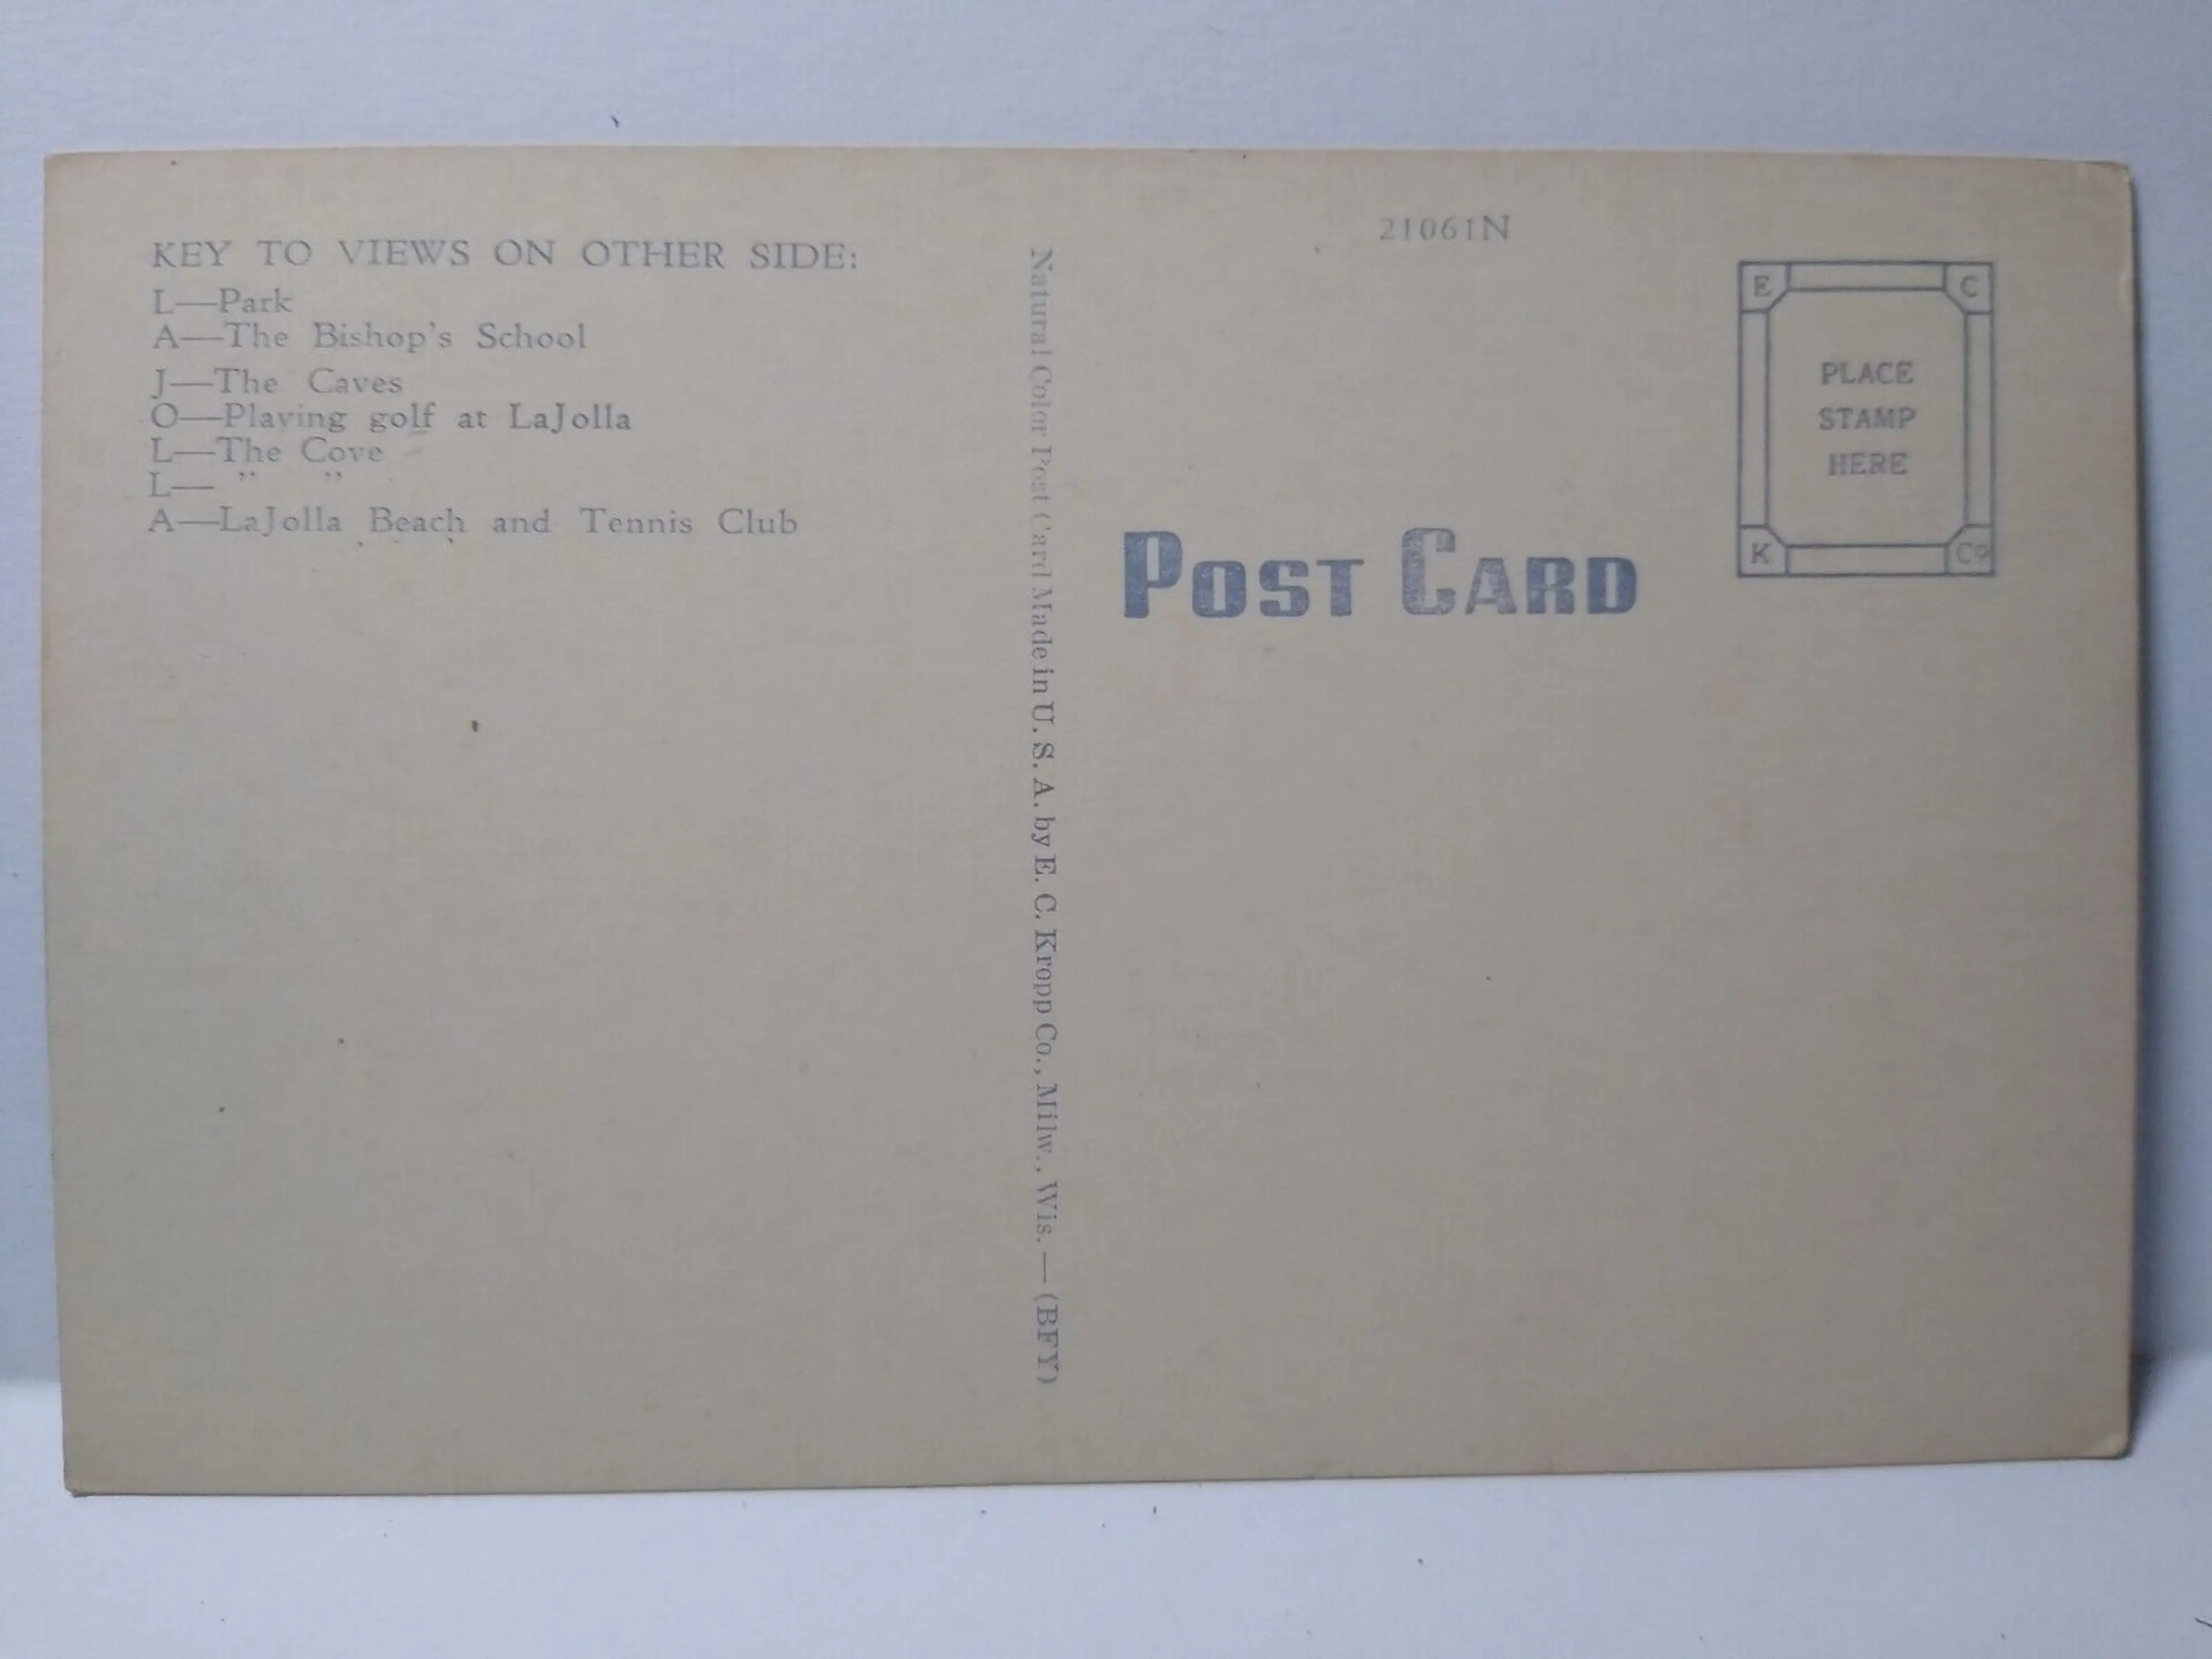 KEY TO VIEWS ON OTHER SIDE:
L—Park
A—The Bishop's School
J—The Caves
O—Playing golf at LaJolla
L—The Cove
L— ” ”
A—LaJolla Beach and Tennis Club
Natural Color Post Card Made in U. S. A. by E. C. Kropp Co., Milw., Wis. — (BFY)
21061N
E C
PLACE
STAMP
HERE
K Co
POST CARD